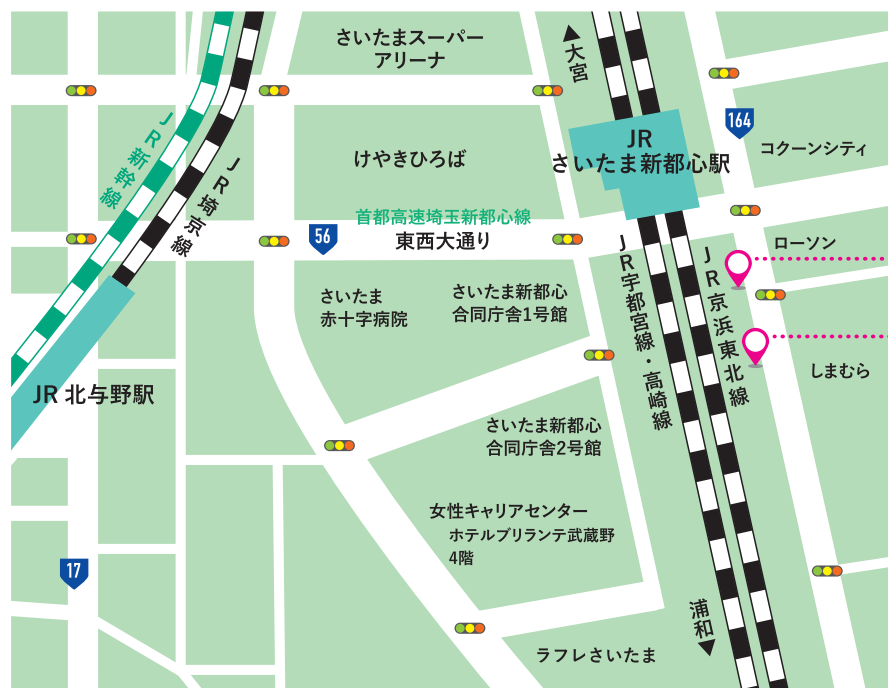 さいたまスーパー
アリーナ
大宮
JR
さいたま新都心駅
164
コクーンシティ
けやきひろば
JR新幹線
JR埼京線
首都高速埼玉新都心線
56
東西大通り
ローソン
さいたま
赤十字病院
さいたま新都心
合同庁舎1号館
JR宇都宮線・高崎線
JR京浜東北線
しまむら
JR 北与野駅
さいたま新都心
合同庁舎2号館
女性キャリアセンター
ホテルブリランテ武蔵野
4階
17
浦和
ラフレさいたま